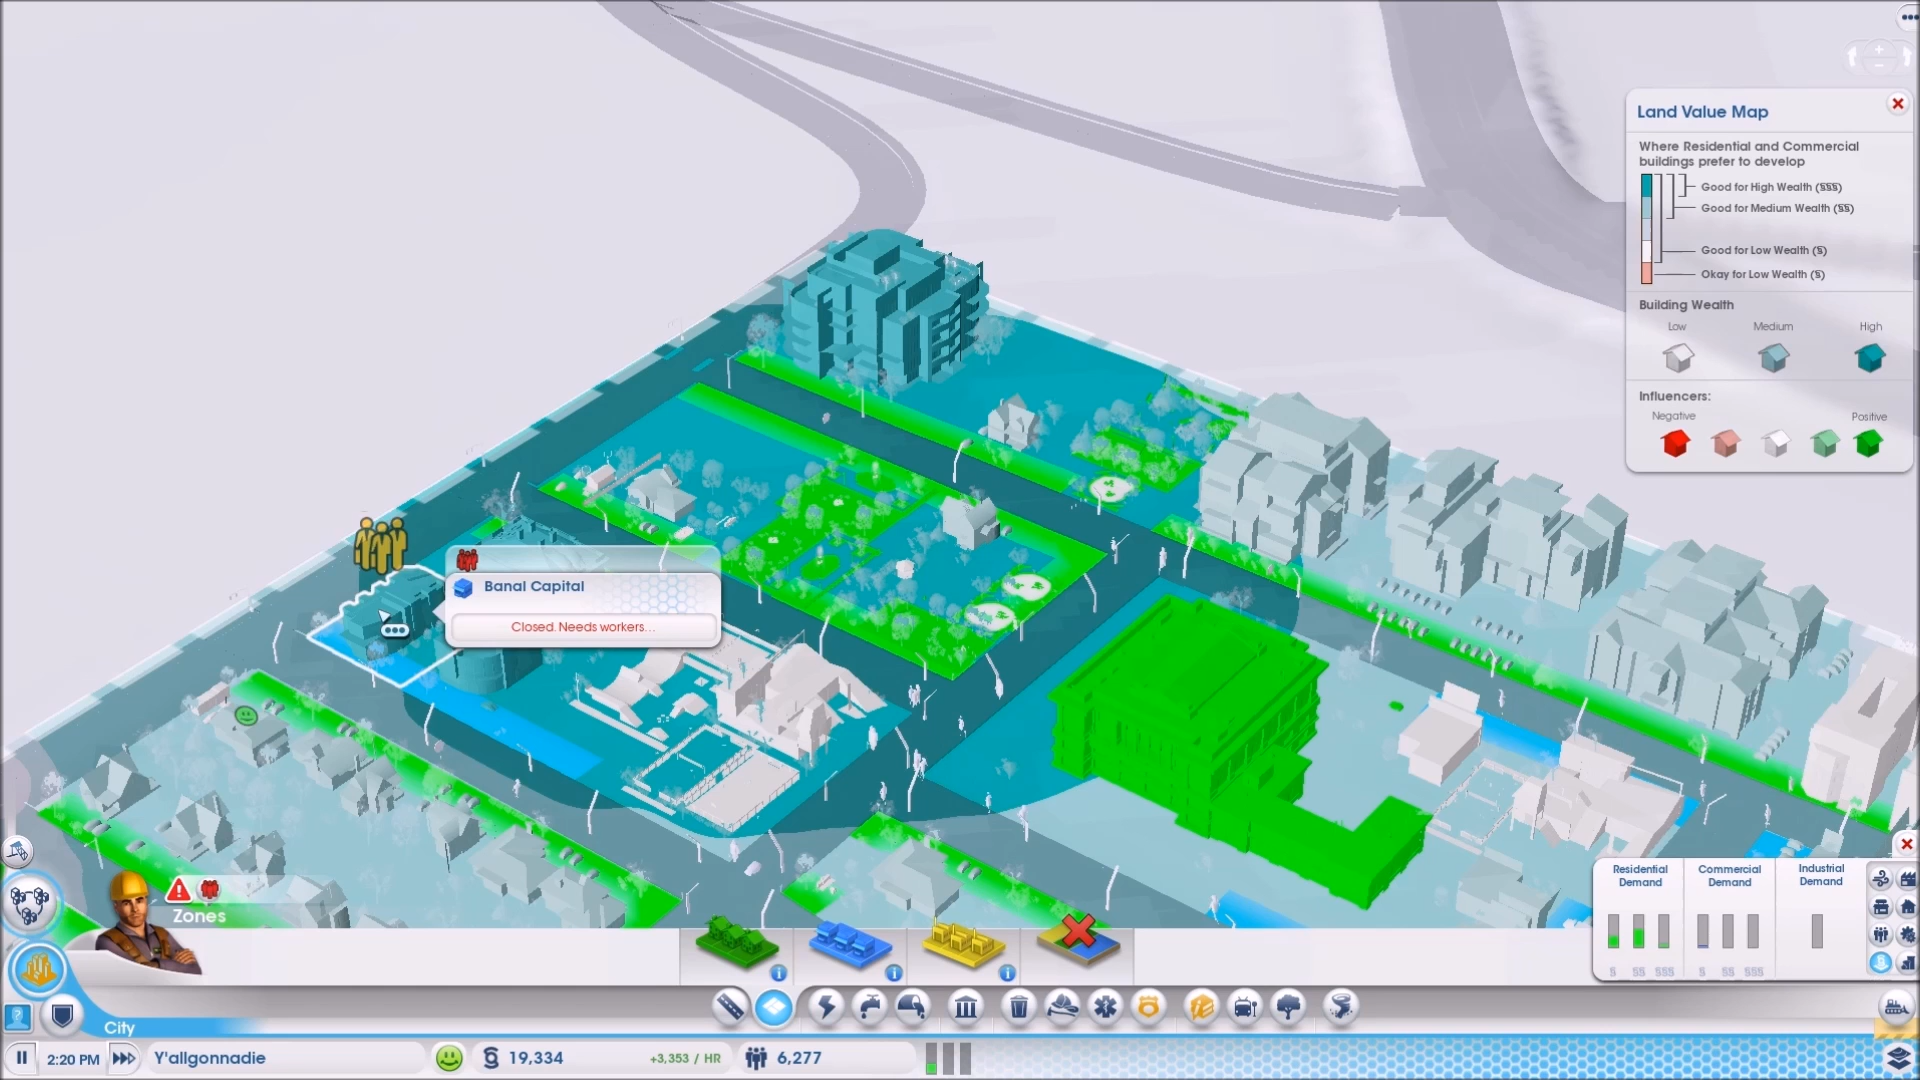 Land Value Map
Where Residential and Commercial
buildings prefer to develop
Good for High Wealth (§§§)
Good for Medium Wealth (§§)
Good for Low Wealth (§)
Okay for Low Wealth (§)
Building Wealth
Low Medium High
Influencers:
Negative Positive
Banal Capital
Closed. Needs workers...
Zones
Residential
Demand
Commercial
Demand
Industrial
Demand
§ §§ §§§ § §§ §§§
City
2:20 PM Y'allgonnadie 19,334 +3,353 / HR 6,277